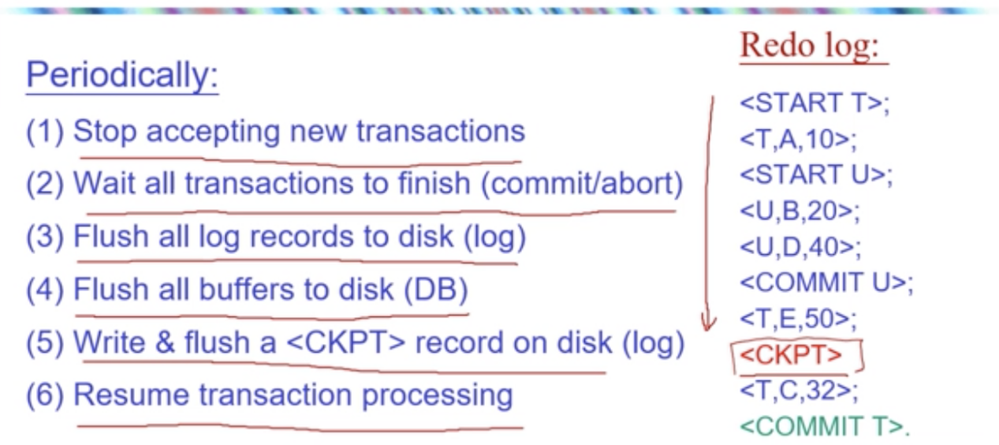 Periodically:
(1) Stop accepting new transactions
(2) Wait all transactions to finish (commit/abort)
(3) Flush all log records to disk (log)
(4) Flush all buffers to disk (DB)
(5) Write & flush a <CKPT> record on disk (log)
(6) Resume transaction processing
Redo log:
<START T>;
<T,A,10>;
<START U>;
<U,B,20>;
<U,D,40>;
<COMMIT U>;
<T,E,50>;
<CKPT>
<T,C,32>;
<COMMIT T>.